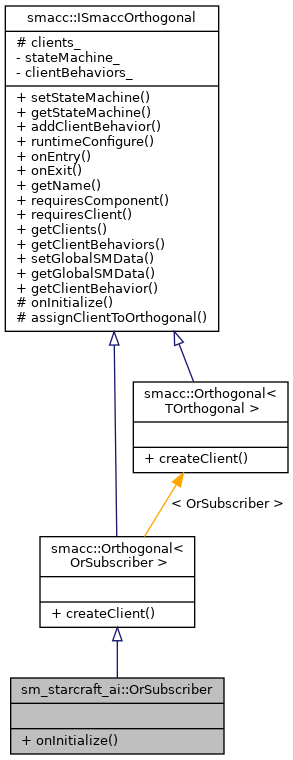 smacc::ISmaccOrthogonal
# clients_
- stateMachine_
- clientBehaviors_
+ setStateMachine()
+ getStateMachine()
+ addClientBehavior()
+ runtimeConfigure()
+ onEntry()
+ onExit()
+ getName()
+ requiresComponent()
+ requiresClient()
+ getClients()
+ getClientBehaviors()
+ setGlobalSMData()
+ getGlobalSMData()
+ getClientBehavior()
# onInitialize()
# assignClientToOrthogonal()
smacc::Orthogonal<
TOrthogonal >
+ createClient()
< OrSubscriber >
smacc::Orthogonal<
OrSubscriber >
+ createClient()
sm_starcraft_ai::OrSubscriber
+ onInitialize()